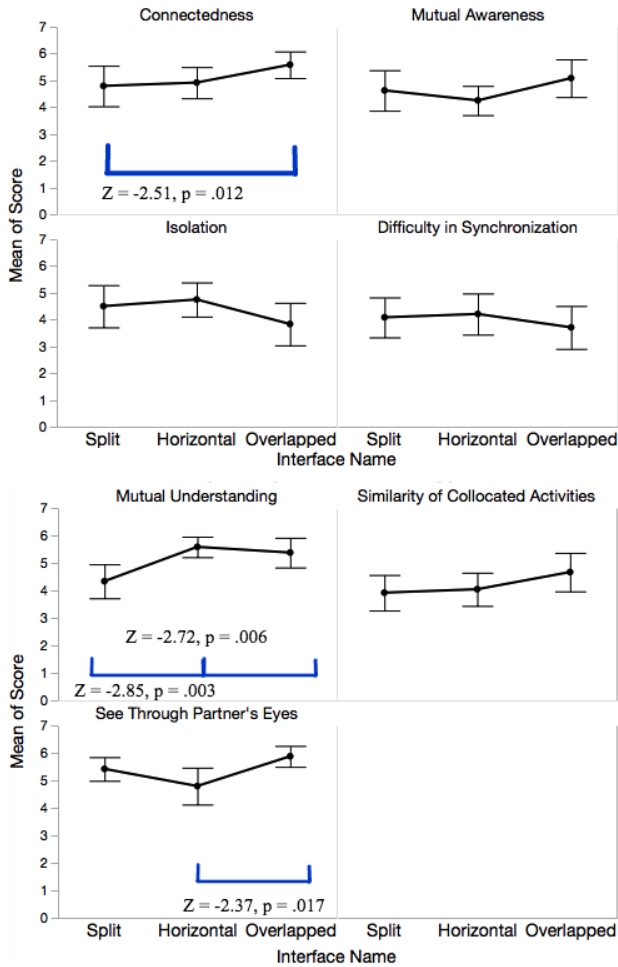 Connectedness
Mutual Awareness
7
6
5
4
3
2
1
0
Z = -2.51, p = .012
Mean of Score
Isolation
Difficulty in Synchronization
7
6
5
4
3
2
1
0
Split Horizontal Overlapped Split Horizontal Overlapped
Interface Name
Mutual Understanding
Similarity of Collocated Activities
7
6
5
4
3
2
1
0
Z = -2.72, p = .006
Z = -2.85, p = .003
Mean of Score
See Through Partner's Eyes
7
6
5
4
3
2
1
0
Z = -2.37, p = .017
Split Horizontal Overlapped Split Horizontal Overlapped
Interface Name